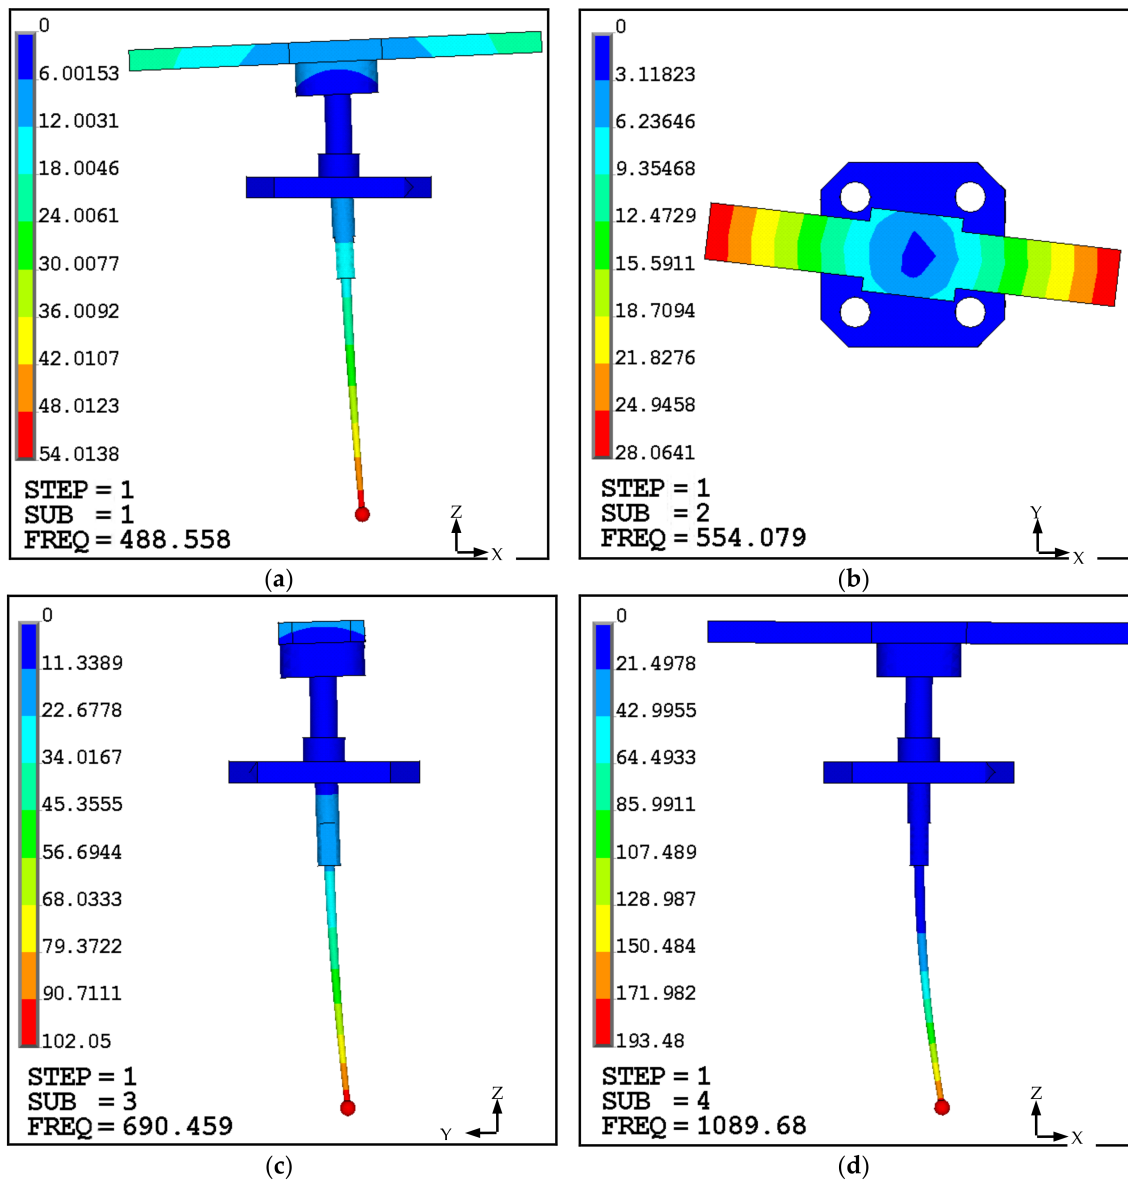 0
6.00153
12.0031
18.0046
24.0061
30.0077
36.0092
42.0107
48.0123
54.0138
STEP = 1
SUB = 1
FREQ = 488.558
Z
X
(a)
0
3.11823
6.23646
9.35468
12.4729
15.5911
18.7094
21.8276
24.9458
28.0641
STEP = 1
SUB = 2
FREQ = 554.079
Y
X
(b)
0
11.3389
22.6778
34.0167
45.3555
56.6944
68.0333
79.3722
90.7111
102.05
STEP = 1
SUB = 3
FREQ = 690.459
Z
Y
(c)
0
21.4978
42.9955
64.4933
85.9911
107.489
128.987
150.484
171.982
193.48
STEP = 1
SUB = 4
FREQ = 1089.68
Z
X
(d)